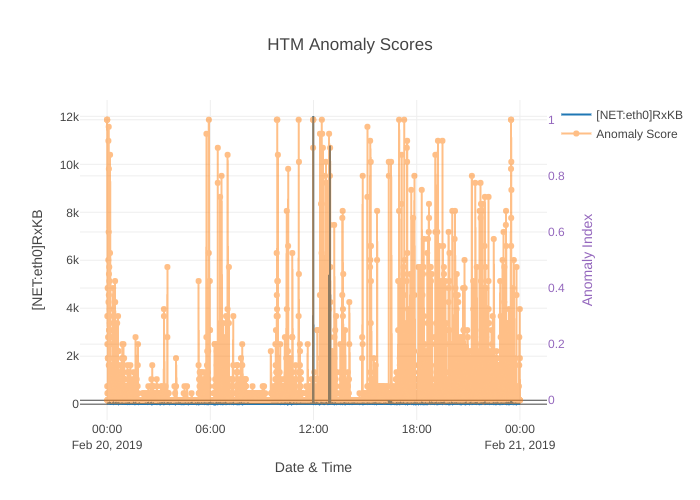 HTM Anomaly Scores
[NET:eth0]RxKB
Anomaly Score
12k
10k
8k
6k
4k
2k
0
1
0.8
0.6
0.4
0.2
0
[NET:eth0]RxKB
Anomaly Index
00:00
06:00
12:00
18:00
00:00
Feb 20, 2019
Feb 21, 2019
Date & Time